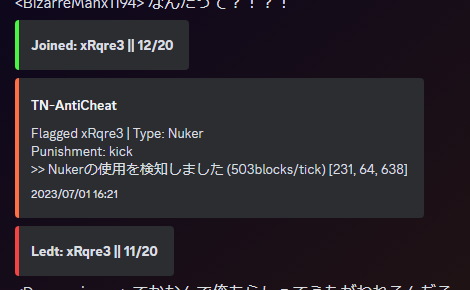 <BizarreManx1194> なんだって？！？！
Joined: xRqre3 || 12/20
TN-AntiCheat
Flagged xRqre3 | Type: Nuker
Punishment: kick
>> Nukerの使用を検知しました (503blocks/tick) [231, 64, 638]
2023/07/01 16:21
Ledt: xRqre3 || 11/20